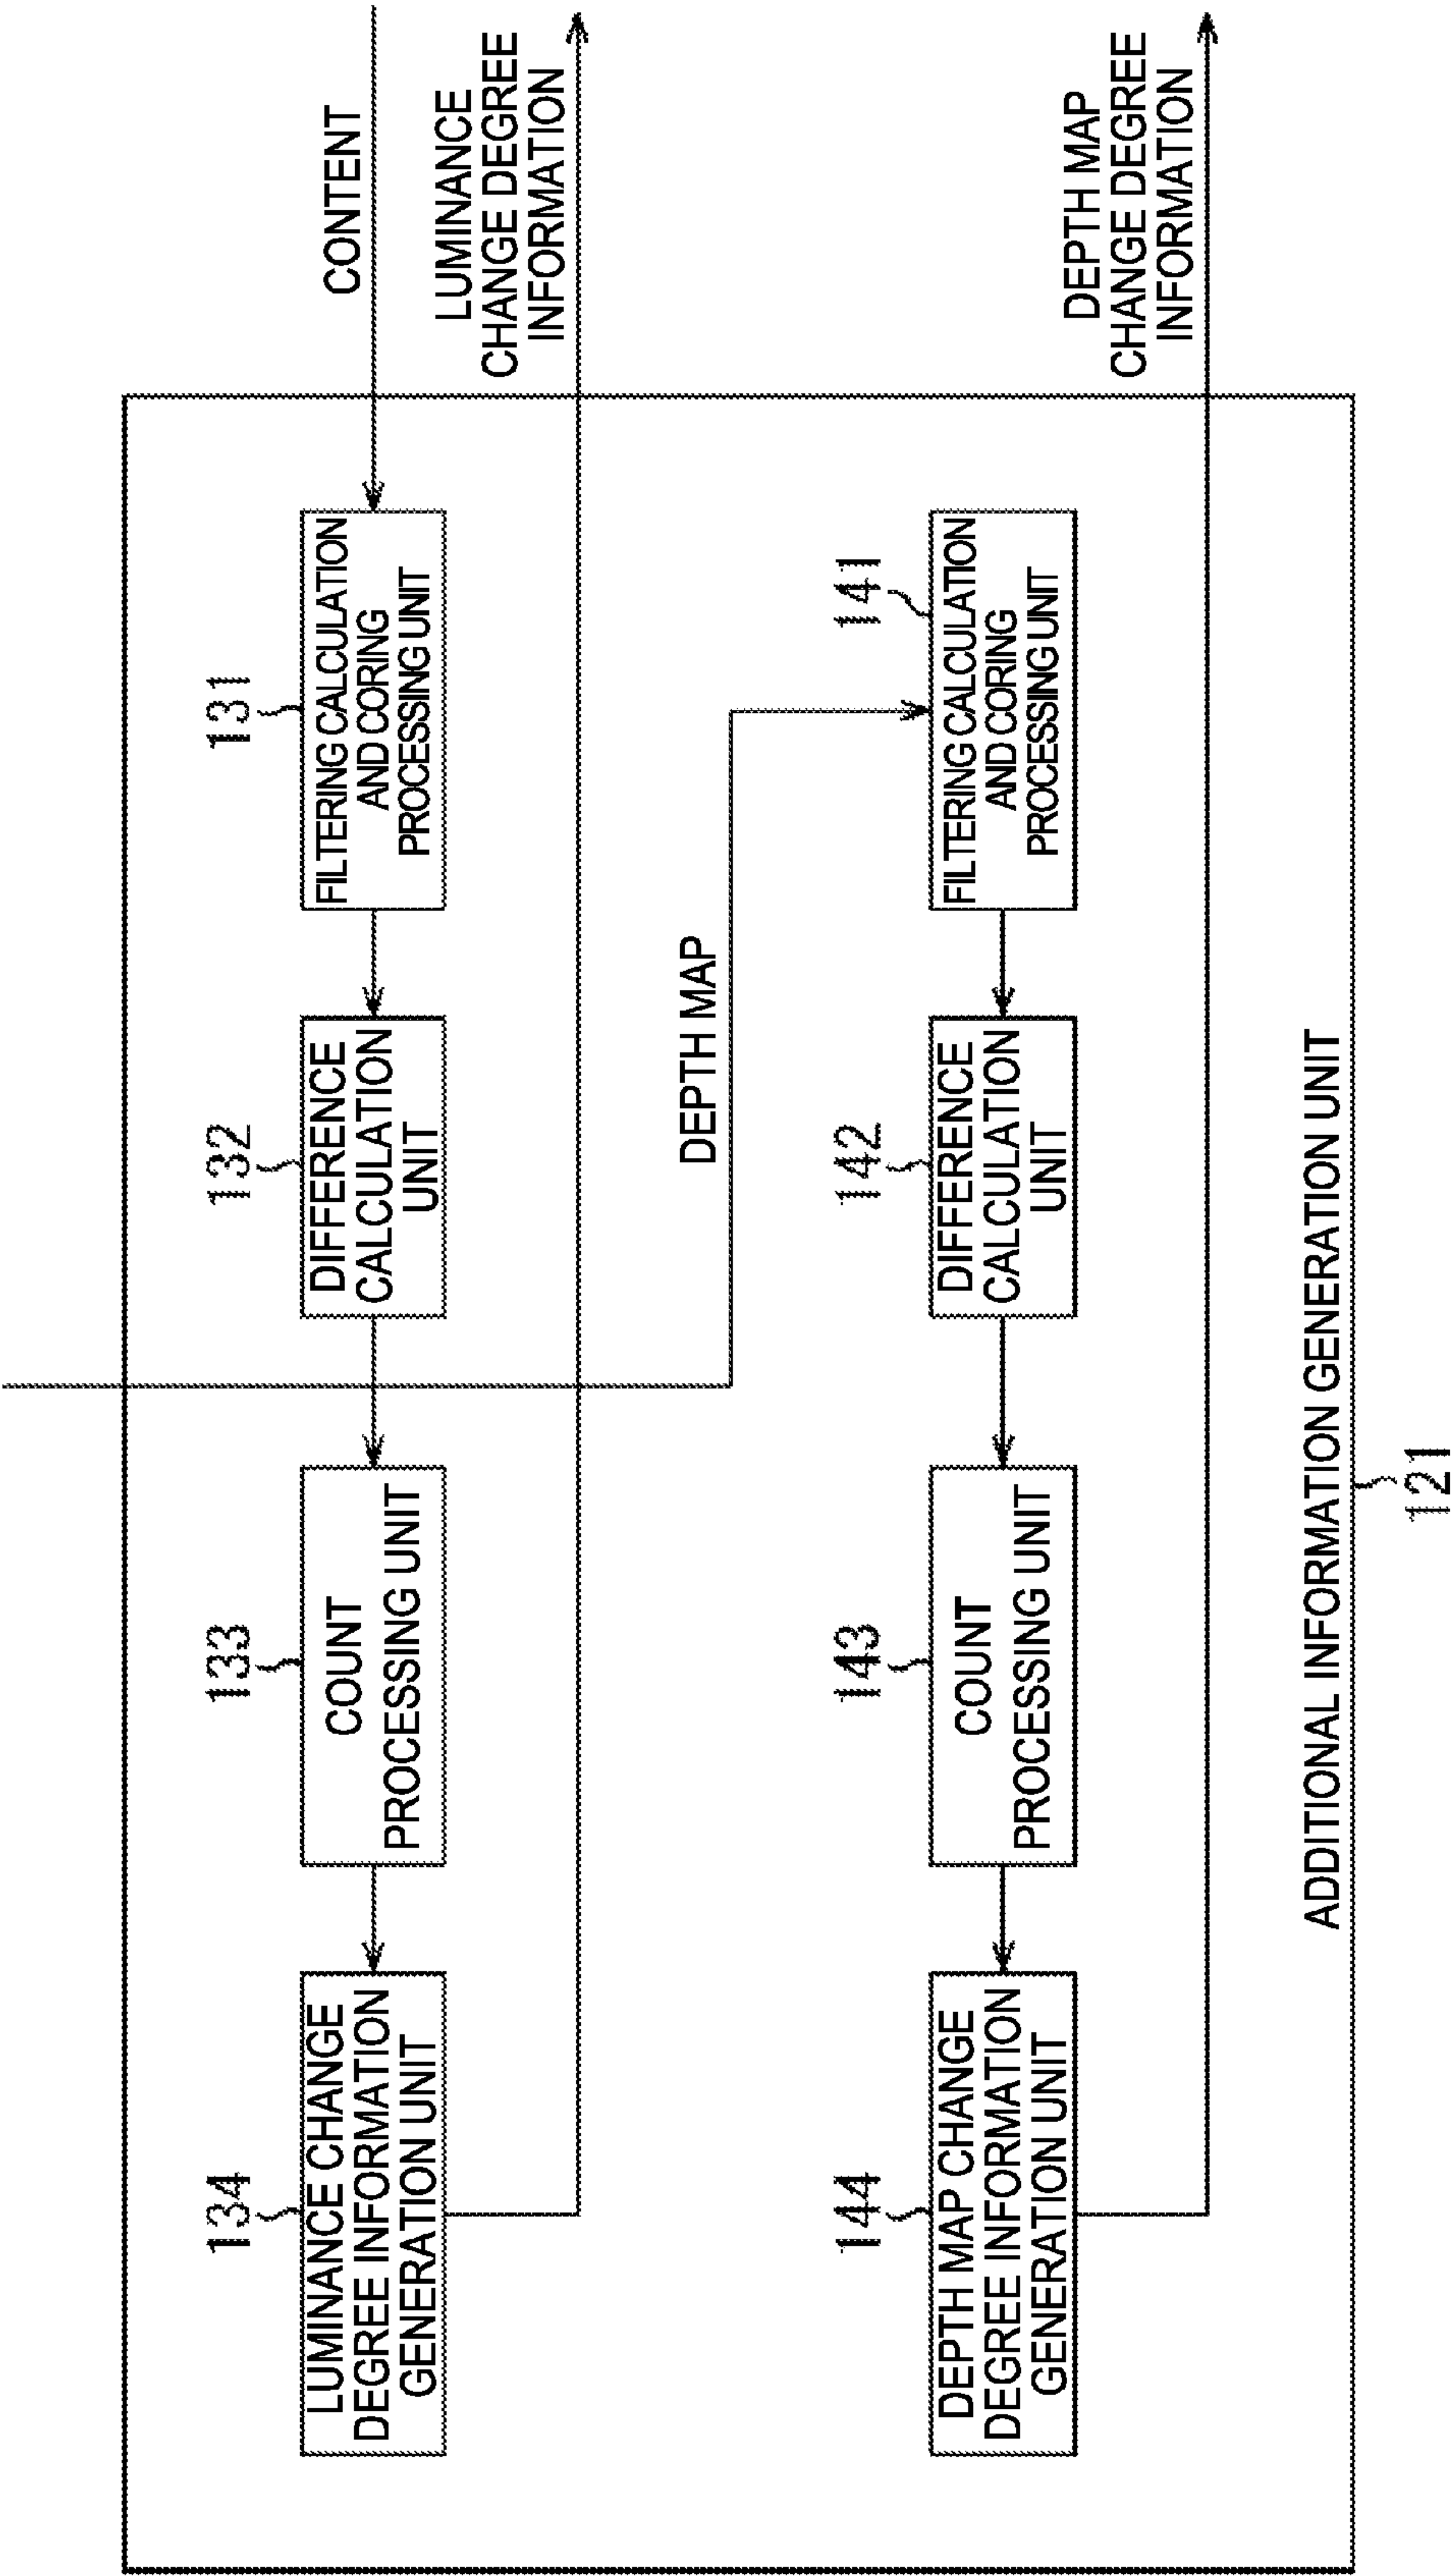 CONTENT
LUMINANCE
CHANGE DEGREE
INFORMATION
131
FILTERING CALCULATION
AND CORING
PROCESSING UNIT
132
DIFFERENCE
CALCULATION
UNIT
133
COUNT
PROCESSING UNIT
134
LUMINANCE CHANGE
DEGREE INFORMATION
GENERATION UNIT
DEPTH MAP
DEPTH MAP
CHANGE DEGREE
INFORMATION
141
FILTERING CALCULATION
AND CORING
PROCESSING UNIT
142
DIFFERENCE
CALCULATION
UNIT
143
COUNT
PROCESSING UNIT
144
DEPTH MAP CHANGE
DEGREE INFORMATION
GENERATION UNIT
ADDITIONAL INFORMATION GENERATION UNIT
121